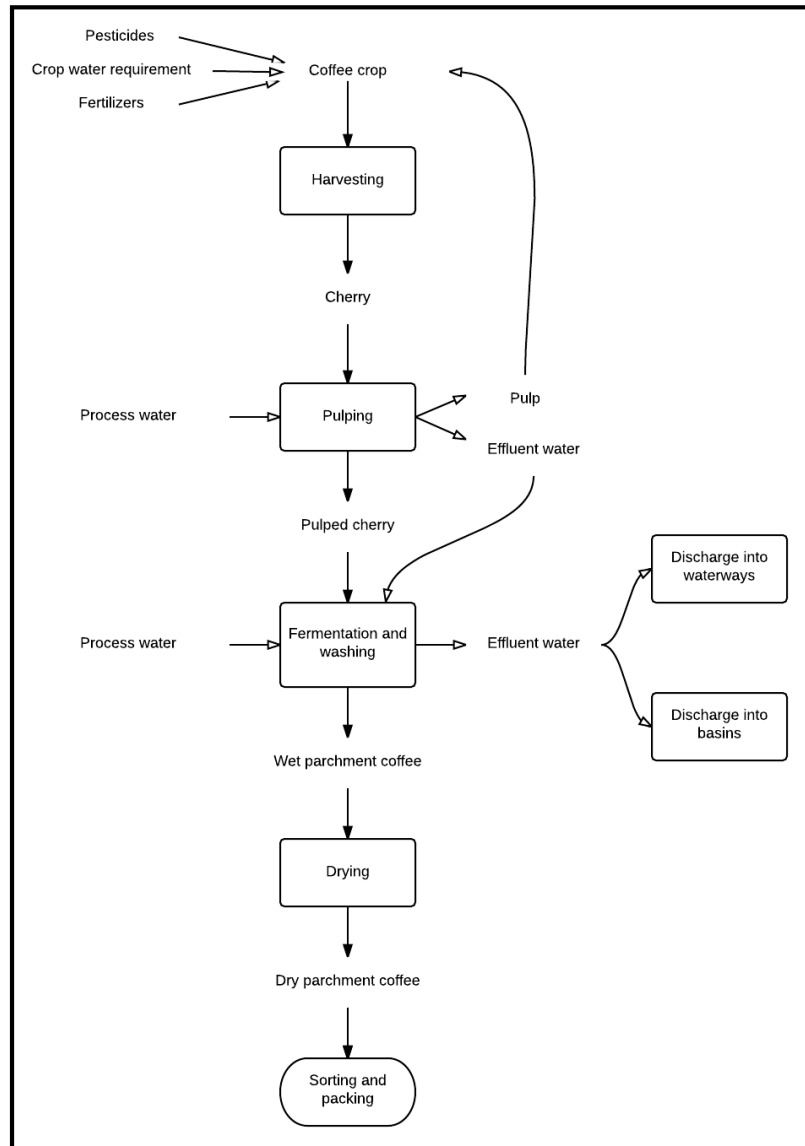 Pesticides
Crop water requirement
Coffee crop
Fertilizers
Harvesting
Cherry
Process water
Pulping
Pulp
Effluent water
Pulped cherry
Discharge into
waterways
Process water
Fermentation and
washing
Effluent water
Discharge into
basins
Wet parchment coffee
Drying
Dry parchment coffee
Sorting and
packing